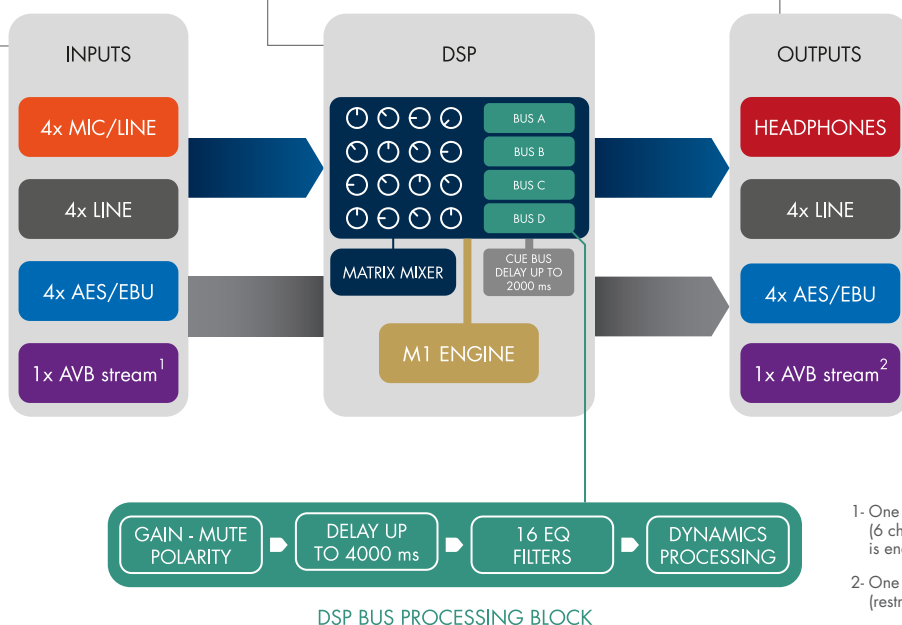 INPUTS
4x MIC/LINE
4x LINE
4x AES/EBU
1x AVB stream1
DSP
BUS A
BUS B
BUS C
BUS D
MATRIX MIXER
CUE BUS
DELAY UP TO
2000 ms
M1 ENGINE
OUTPUTS
HEADPHONES
4x LINE
4x AES/EBU
1x AVB stream2
GAIN - MUTE
POLARITY
DELAY UP
TO 4000 ms
16 EQ
FILTERS
DYNAMICS
PROCESSING
DSP BUS PROCESSING BLOCK
1- One
(6 ch
is en
2- One
(restr